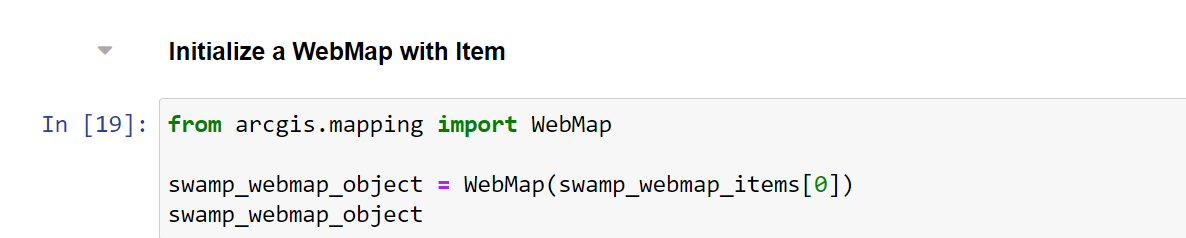 Initialize a WebMap with Item
In [19]: from arcgis.mapping import WebMap
swamp_webmap_object = WebMap(swamp_webmap_items[0])
swamp_webmap_object